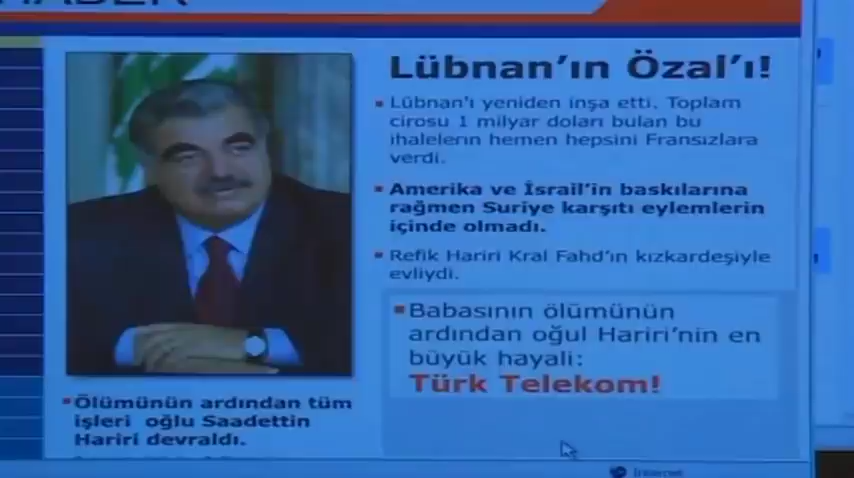 HABER
Lübnan'ın Özal'ı!
Lübnan'ı yeniden inşa etti. Toplam
cirosu 1 milyar doları bulan bu
ihalelerin hemen hepsini Fransızlara
verdi.
Amerika ve İsrail'in baskılarına
rağmen Suriye karşıtı eylemlerin
içinde olmadı.
Refik Hariri Kral Fahd'ın kızkardeşiyle
evliydi.
Babasının ölümünün
ardından oğul Hariri'nin en
büyük hayali:
Türk Telekom!
Ölümünün ardından tüm
işleri oğlu Saadettin
Hariri devraldı.
Internet